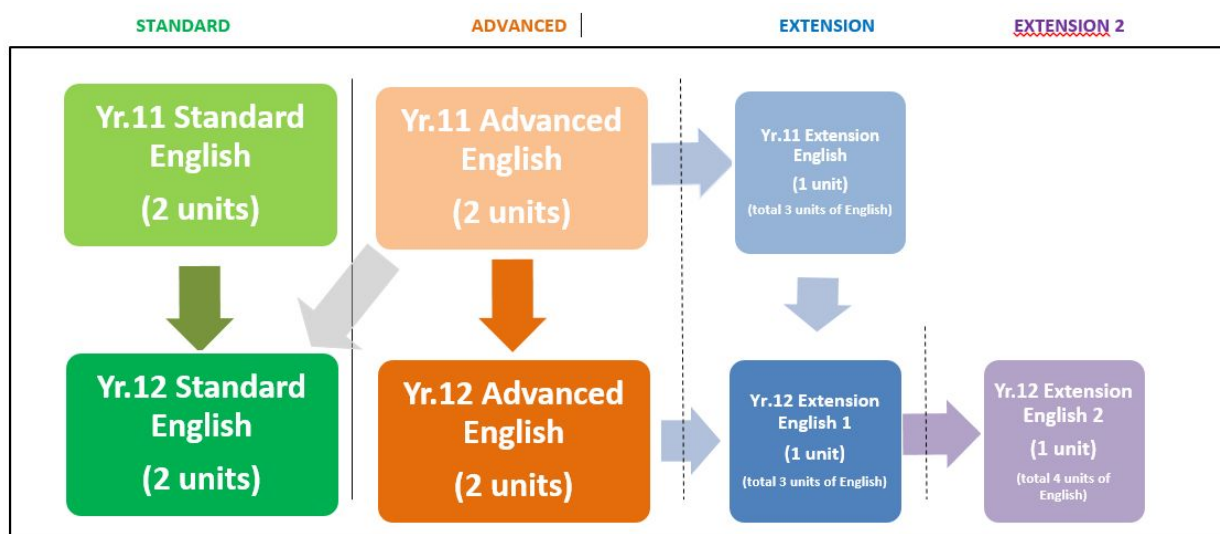 STANDARD
ADVANCED
EXTENSION
EXTENSION 2
Yr.11 Standard
English
(2 units)
Yr.11 Advanced
English
(2 units)
Yr.11 Extension
English
(1 unit)
(total 3 units of English)
Yr.12 Standard
English
(2 units)
Yr.12 Advanced
English
(2 units)
Yr.12 Extension
English 1
(1 unit)
(total 3 units of English)
Yr.12 Extension
English 2
(1 unit)
(total 4 units of
English)